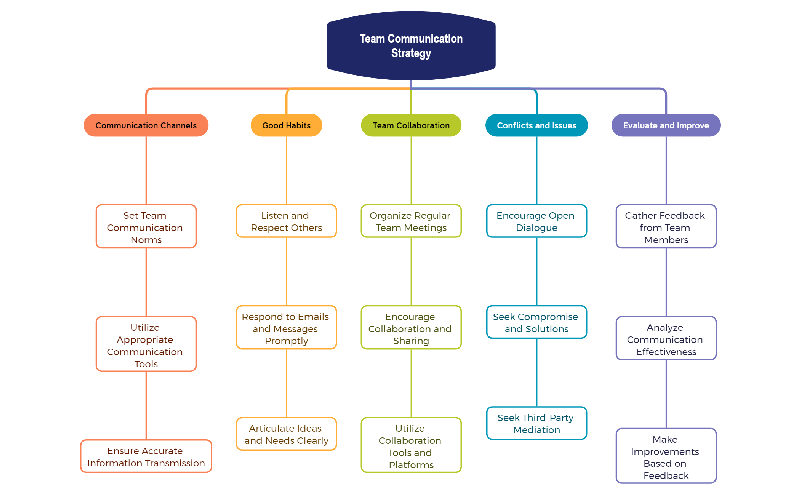 Team Communication
Strategy
Communication Channels
Good Habits
Team Collaboration
Conflicts and Issues
Evaluate and Improve
Set Team
Communication
Norms
Listen and
Respect Others
Organize Regular
Team Meetings
Encourage Open
Dialogue
Gather Feedback
from Team
Members
Utilize
Appropriate
Communication
Tools
Respond to Emails
and Messages
Promptly
Encourage
Collaboration and
Sharing
Seek Compromise
and Solutions
Analyze
Communication
Effectiveness
Ensure Accurate
Information Transmission
Articulate Ideas
and Needs Clearly
Utilize
Collaboration
Tools and
Platforms
Seek Third-Party
Mediation
Make
Improvements
Based on
Feedback